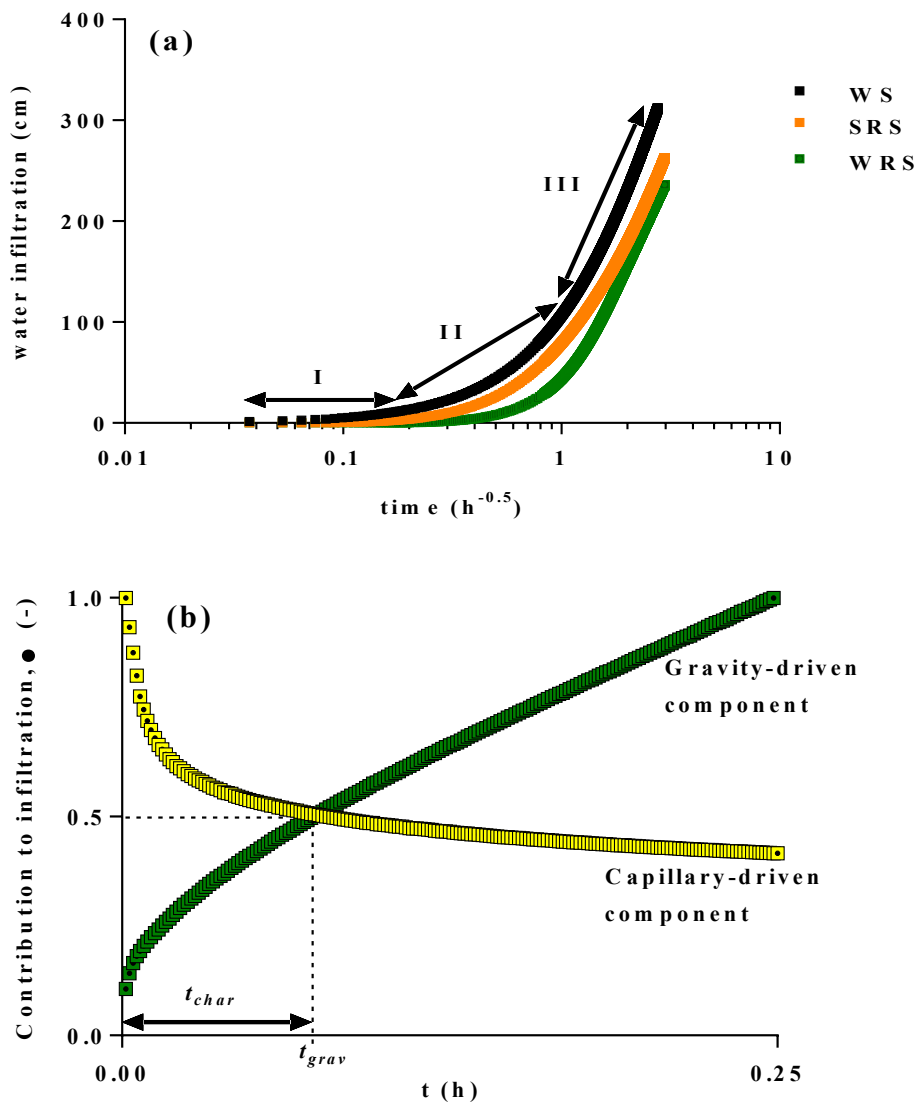 (a)
400
300
200
100
0
water infiltration (cm)
I
II
III
WS
SRS
WRS
0.01
0.1
1
10
time (h-0.5)
(b)
Contribution to infiltration,● (-)
1.0
0.5
0.0
Gravity-driven
component
Capillary-driven
component
tchar
tgrav
0.00
0.25
t (h)